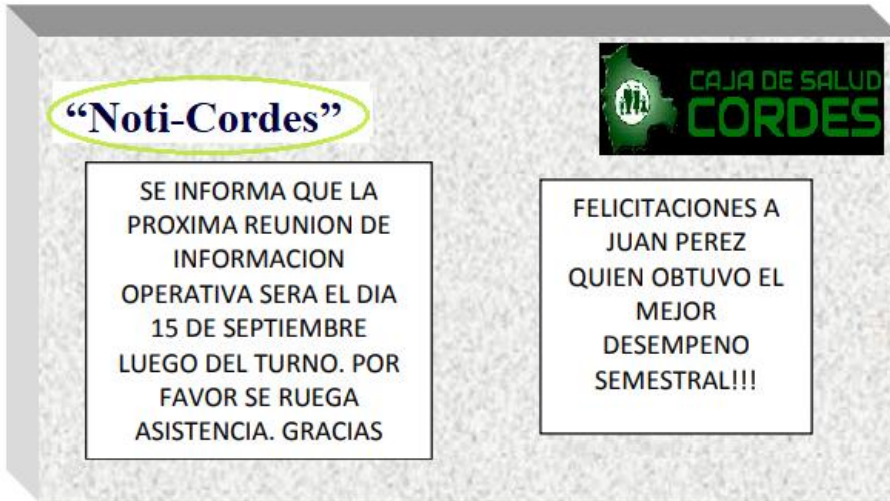 “Noti-Cordes”
CAJA DE SALUD
CORDES
SE INFORMA QUE LA
PROXIMA REUNION DE
INFORMACION
OPERATIVA SERA EL DIA
15 DE SEPTIEMBRE
LUEGO DEL TURNO. POR
FAVOR SE RUEGA
ASISTENCIA. GRACIAS
FELICITACIONES A
JUAN PEREZ
QUIEN OBTUVO EL
MEJOR
DESEMPENO
SEMESTRAL!!!